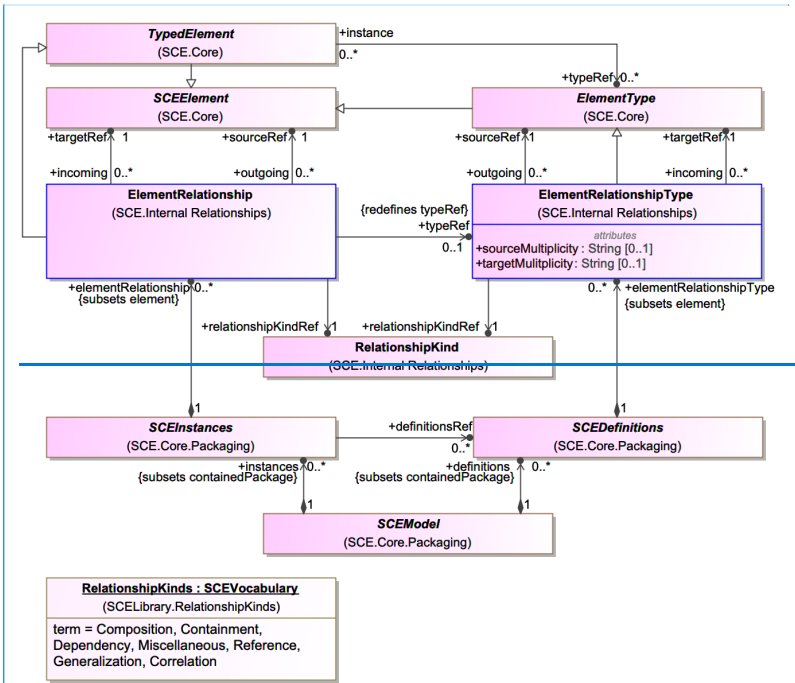 TypedElement
(SCE.Core)
+instance
0..*
+typeRef 0..*
SCEElement
(SCE.Core)
ElementType
(SCE.Core)
+targetRef 1
+sourceRef 1
+sourceRef 1
+targetRef 1
+incoming 0..*
+outgoing 0..*
+outgoing 0..*
+incoming 0..*
ElementRelationship
(SCE.Internal Relationships)
{redefines typeRef}
+typeRef
0..1
ElementRelationshipType
(SCE.Internal Relationships)
attributes
+sourceMultiplicity : String [0..1]
+targetMulitplicity : String [0..1]
+elementRelationship 0..*
{subsets element}
0..* +elementRelationshipType
{subsets element}
+relationshipKindRef 1
+relationshipKindRef 1
RelationshipKind
(SCE.Internal Relationships)
1
1
SCEInstances
(SCE.Core.Packaging)
+definitionsRef
0..*
SCEDefinitions
(SCE.Core.Packaging)
+instances 0..*
{subsets containedPackage}
+definitions 0..*
{subsets containedPackage}
1
1
SCEModel
(SCE.Core.Packaging)
RelationshipKinds : SCEVocabulary
(SCELibrary.RelationshipKinds)
term = Composition, Containment,
Dependency, Miscellaneous, Reference,
Generalization, Correlation